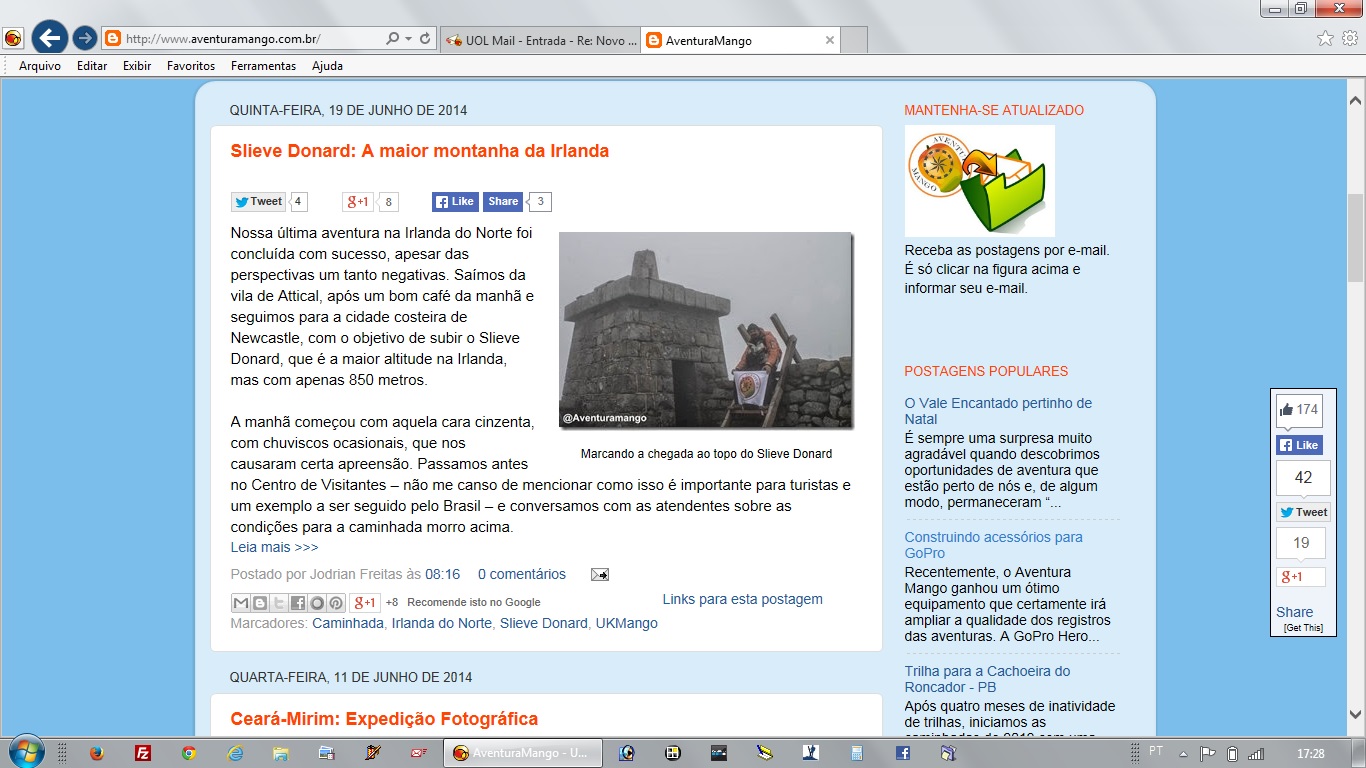 http://www.aventuramango.com.br/
UOL Mail - Entrada - Re: Novo ...
AventuraMango
Arquivo Editar Exibir Favoritos Ferramentas Ajuda
QUINTA-FEIRA, 19 DE JUNHO DE 2014
Slieve Donard: A maior montanha da Irlanda
Tweet 4 g+1 8 Like Share 3
Nossa última aventura na Irlanda do Norte foi
concluída com sucesso, apesar das
perspectivas um tanto negativas. Saímos da
vila de Attical, após um bom café da manhã e
seguimos para a cidade costeira de
Newcastle, com o objetivo de subir o Slieve
Donard, que é a maior altitude na Irlanda,
mas com apenas 850 metros.
@Aventuramango
Marcando a chegada ao topo do Slieve Donard
A manhã começou com aquela cara cinzenta,
com chuviscos ocasionais, que nos
causaram certa apreensão. Passamos antes
no Centro de Visitantes – não me canso de mencionar como isso é importante para turistas e
um exemplo a ser seguido pelo Brasil – e conversamos com as atendentes sobre as
condições para a caminhada morro acima.
Leia mais >>>
Postado por Jodrian Freitas às 08:16 0 comentários
g+1 +8 Recomende isto no Google
Links para esta postagem
Marcadores: Caminhada, Irlanda do Norte, Slieve Donard, UKMango
QUARTA-FEIRA, 11 DE JUNHO DE 2014
Ceará-Mirim: Expedição Fotográfica
MANTENHA-SE ATUALIZADO
AVENTURA
MANGO
Receba as postagens por e-mail.
É só clicar na figura acima e
informar seu e-mail.
POSTAGENS POPULARES
O Vale Encantado pertinho de
Natal
É sempre uma surpresa muito
agradável quando descobrimos
oportunidades de aventura que
estão perto de nós e, de algum
modo, permaneceram “...
Construindo acessórios para
GoPro
Recentemente, o Aventura
Mango ganhou um ótimo
equipamento que certamente irá
ampliar a qualidade dos registros
das aventuras. A GoPro Hero...
Trilha para a Cachoeira do
Roncador - PB
Após quatro meses de inatividade
de trilhas, iniciamos as
174
Like
42
Tweet
19
g+1
Share
[Get This]
AventuraMango - U...
PT
17:28